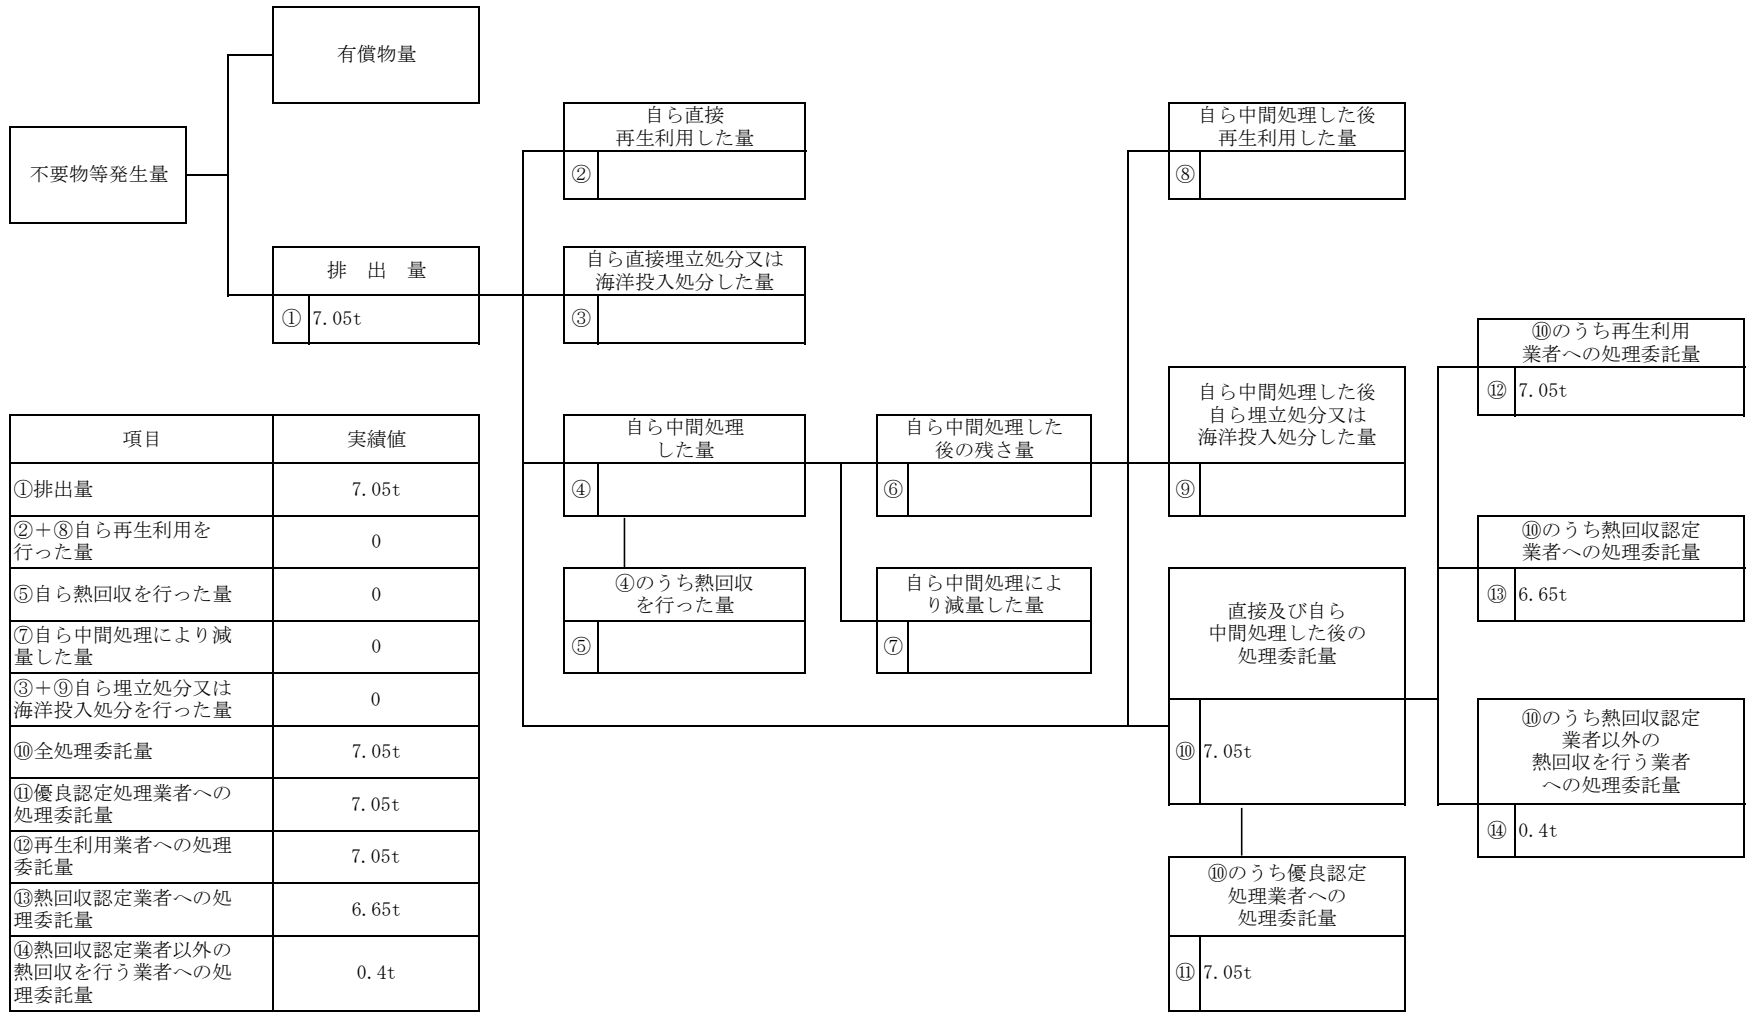 有償物量
不要物等発生量
排　出　量
①
7.05t
自ら直接
再生利用した量
②
自ら直接埋立処分又は
海洋投入処分した量
③
自ら中間処理
した量
④
④のうち熱回収
を行った量
⑤
自ら中間処理した
後の残さ量
⑥
自ら中間処理によ
り減量した量
⑦
自ら中間処理した後
再生利用した量
⑧
自ら中間処理した後
自ら埋立処分又は
海洋投入処分した量
⑨
直接及び自ら
中間処理した後の
処理委託量
⑩
7.05t
⑩のうち優良認定
処理業者への
処理委託量
⑪
7.05t
⑩のうち再生利用
業者への処理委託量
⑫
7.05t
⑩のうち熱回収認定
業者への処理委託量
⑬
6.65t
⑩のうち熱回収認定
業者以外の
熱回収を行う業者
への処理委託量
⑭
0.4t
項目
実績値
①排出量
7.05t
②＋⑧自ら再生利用を
行った量
0
⑤自ら熱回収を行った量
0
⑦自ら中間処理により減
量した量
0
③＋⑨自ら埋立処分又は
海洋投入処分を行った量
0
⑩全処理委託量
7.05t
⑪優良認定処理業者への
処理委託量
7.05t
⑫再生利用業者への処理
委託量
7.05t
⑬熱回収認定業者への処
理委託量
6.65t
⑭熱回収認定業者以外の
熱回収を行う業者への処
理委託量
0.4t